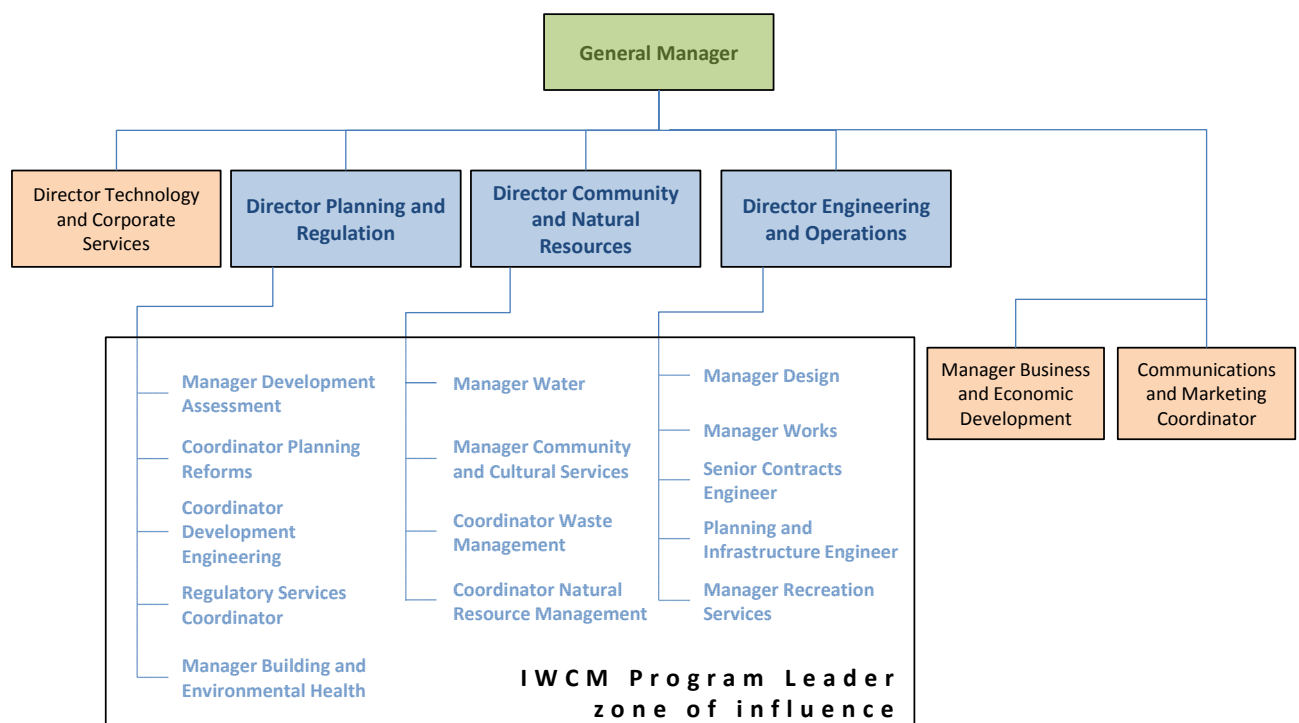 General Manager
Director Technology
and Corporate
Services
Director Planning and
Regulation
Director Community
and Natural
Resources
Director Engineering
and Operations
Manager Development
Assessment
Coordinator Planning
Reforms
Coordinator
Development
Engineering
Regulatory Services
Coordinator
Manager Building and
Environmental Health
Manager Water
Manager Community
and Cultural Services
Coordinator Waste
Management
Coordinator Natural
Resource Management
Manager Design
Manager Works
Senior Contracts
Engineer
Planning and
Infrastructure Engineer
Manager Recreation
Services
Manager Business
and Economic
Development
Communications
and Marketing
Coordinator
IWCM Program Leader
zone of influence